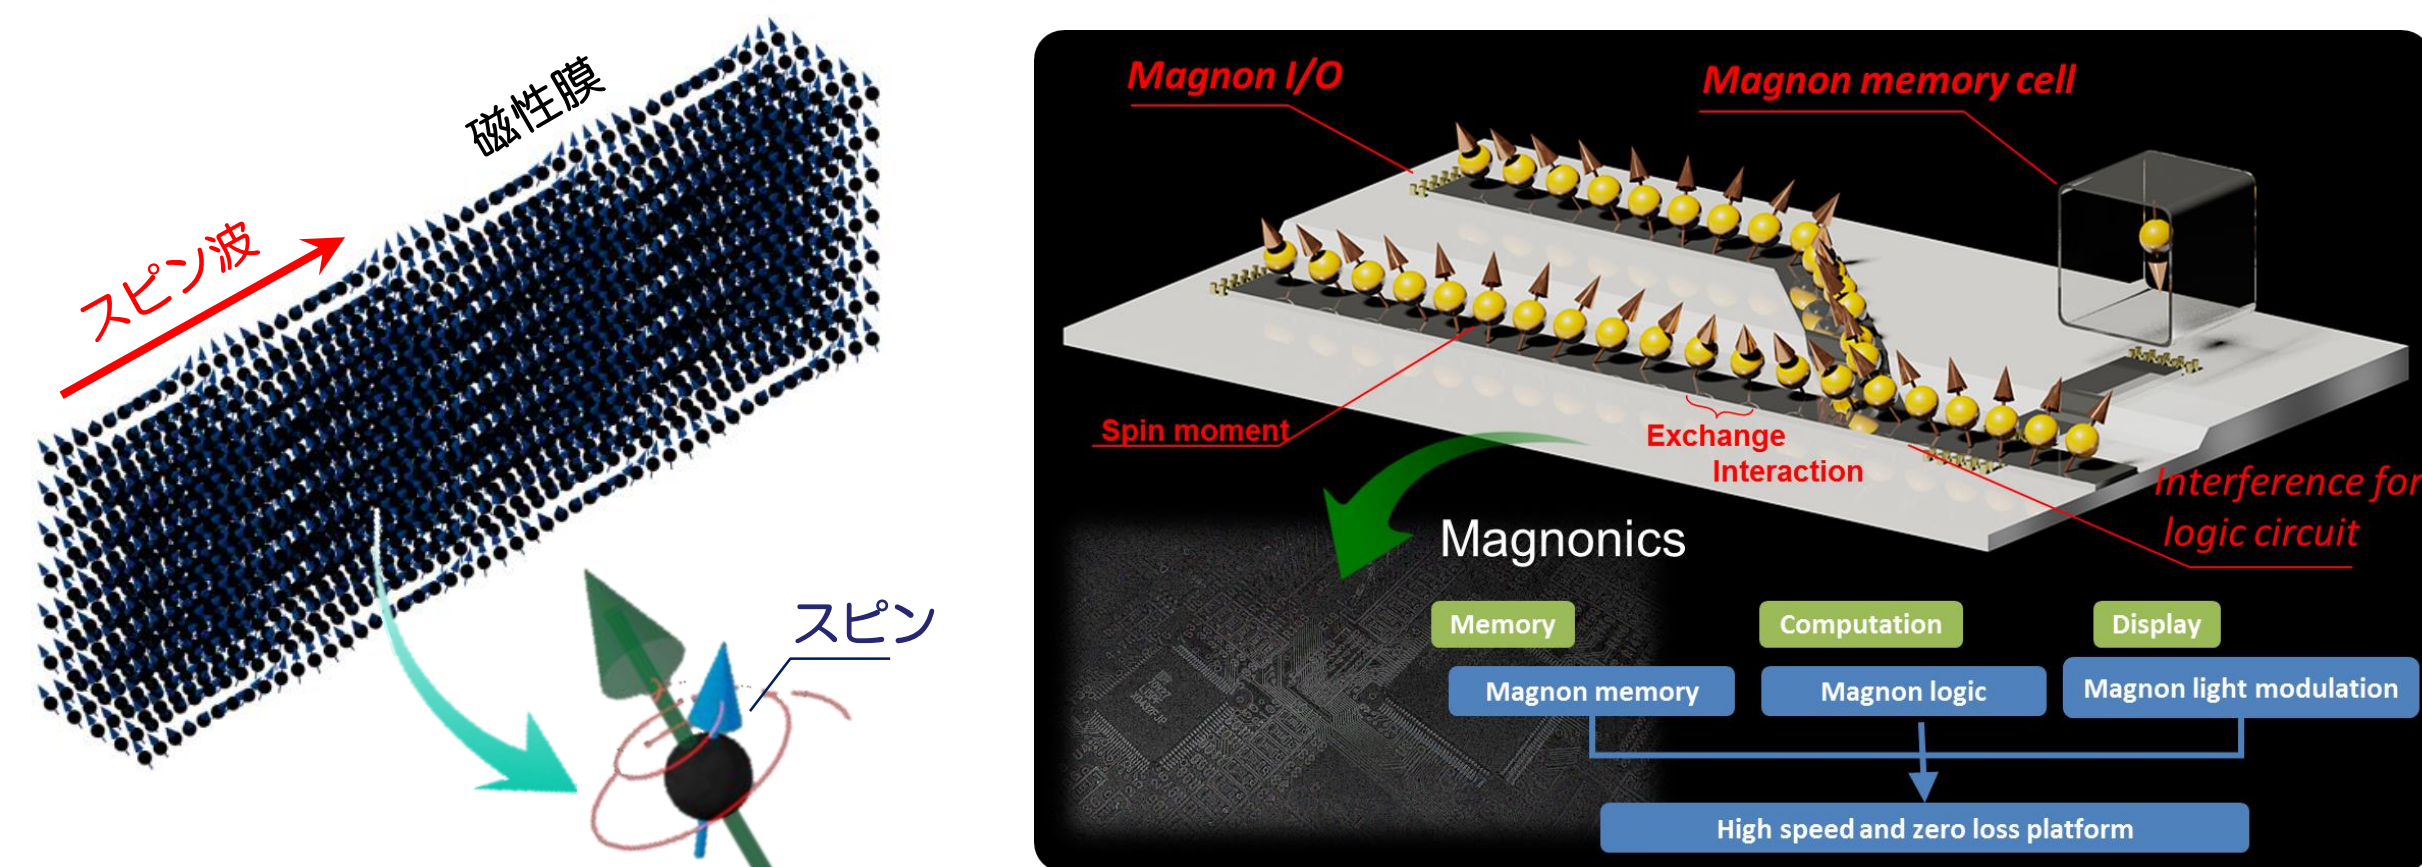 磁性膜
スピン波
スピン
Magnon I/O
Magnon memory cell
Spin moment
Exchange
Interaction
Interference for
logic circuit
Magnonics
Memory
Computation
Display
Magnon memory
Magnon logic
Magnon light modulation
High speed and zero loss platform